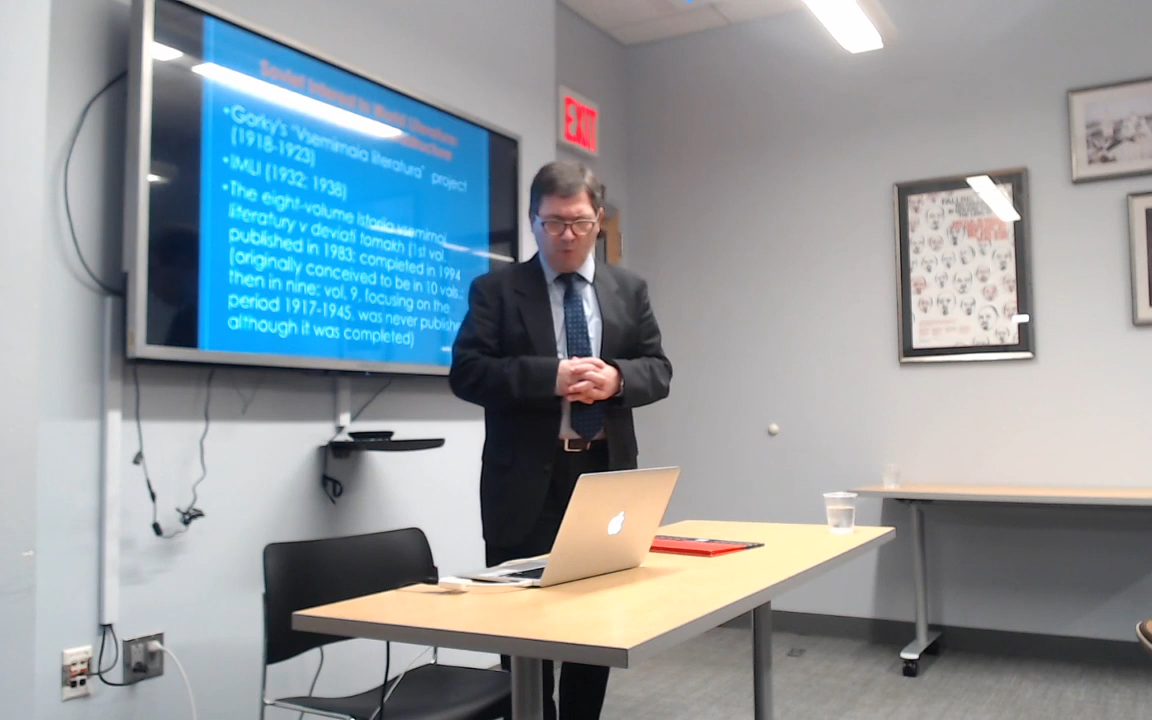 Soviet Interest in World Literature:
Infrastructure
•Gorky's "Vsemirnaia literatura" project
(1918-1923)
•IMLI (1932; 1938)
•The eight-volume Istoriia vsemirnoi
literatury v deviati tomakh (1st vol.
published in 1983; completed in 1994
(originally conceived to be in 10 vols.;
then in nine; vol. 9, focusing on the
period 1917-1945, was never publishe
although it was completed)
EXIT